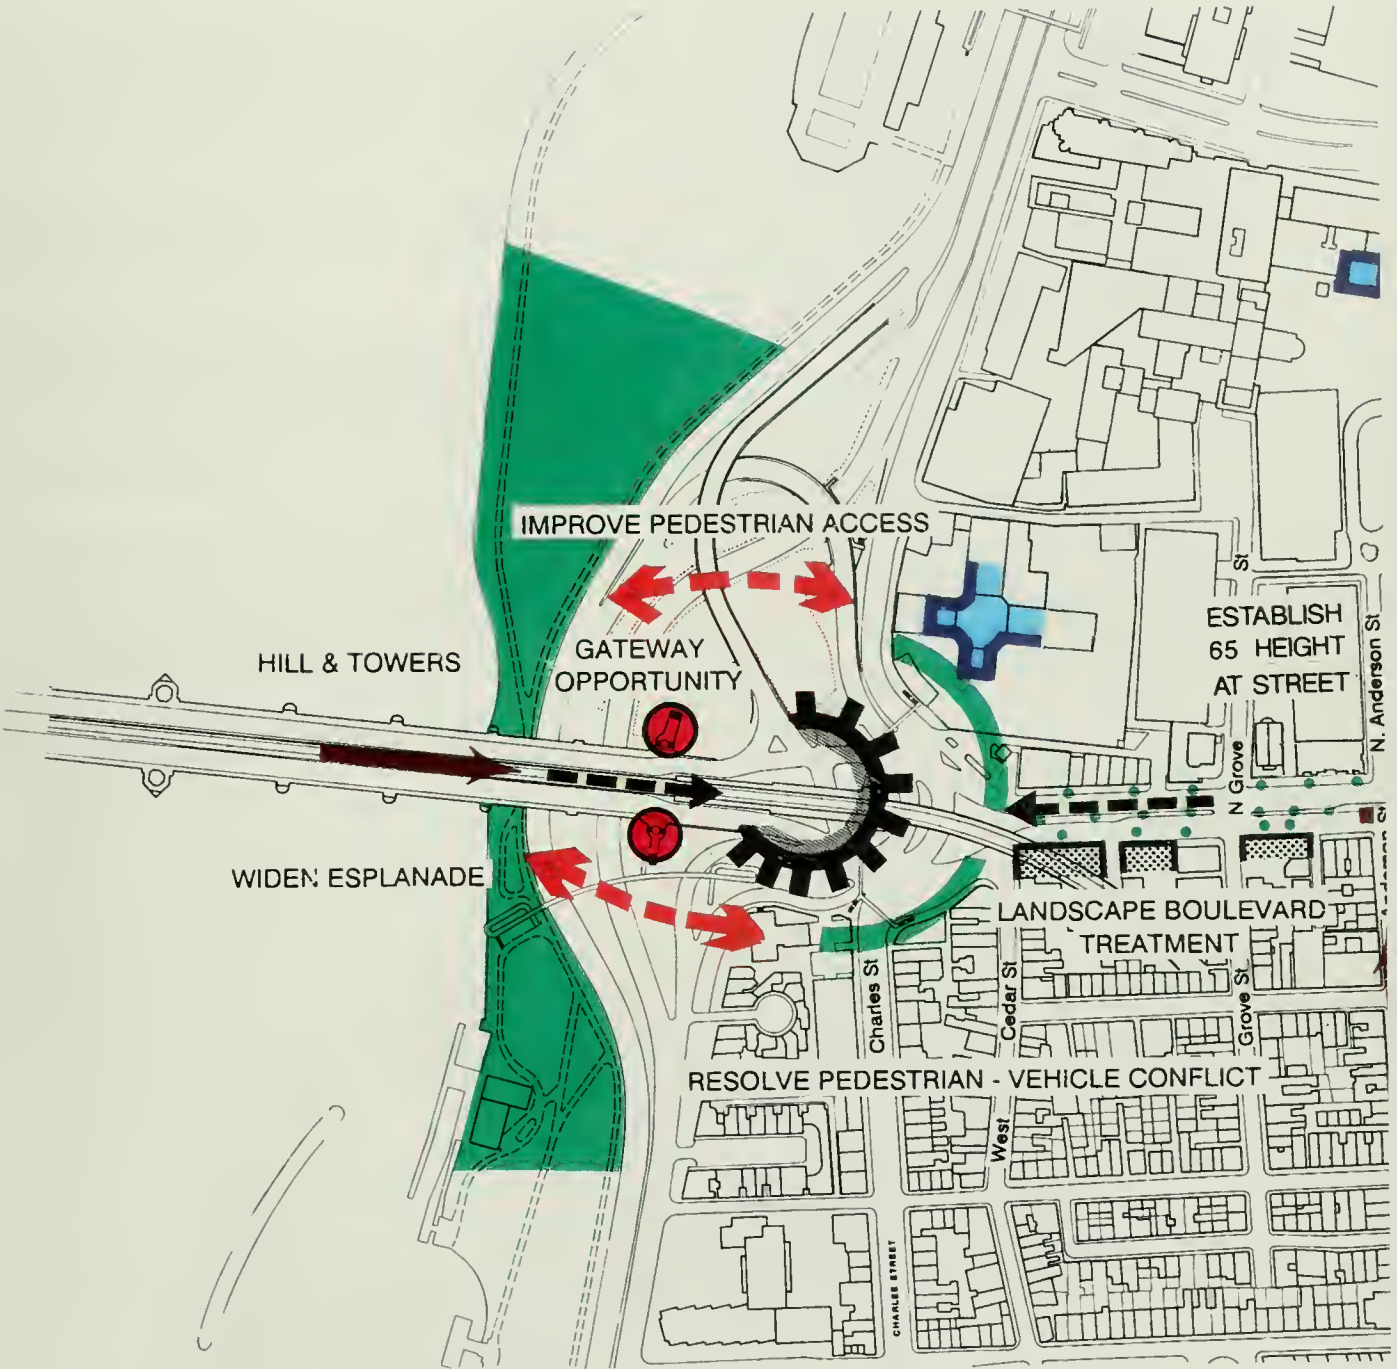 IMPROVE PEDESTRIAN ACCESS
St
ESTABLISH
65 HEIGHT
AT STREET
N. Anderson St
HILL & TOWERS
GATEWAY
OPPORTUNITY
N Grove
WIDEN ESPLANADE
LANDSCAPE BOULEVARD
TREATMENT
Charles St
Cedar St
Grove St
RESOLVE PEDESTRIAN - VEHICLE CONFLICT
West
CHARLES STREET